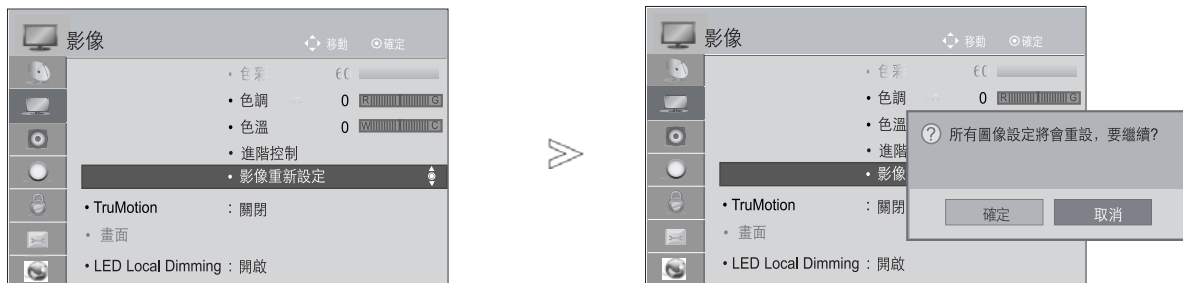 影像 移動 ⊙確定
• 色彩 60
• 色調 0 R G
• 色溫 0 W C
• 進階控制
• 影像重新設定
• TruMotion : 關閉
• 畫面
• LED Local Dimming : 開啟
影像 移動 ⊙確定
• 色彩 60
• 色調 0 R G
• 色溫
• 進階
• 影像
• TruMotion : 關閉
• 畫面
• LED Local Dimming : 開啟
? 所有圖像設定將會重設，要繼續?
確定 取消